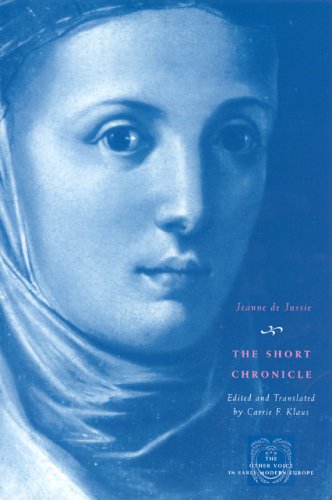 Jeanne de Jussie
THE SHORT
CHRONICLE
Edited and Translated
by Carrie F. Klaus
THE
OTHER VOICE
IN EARLY MODERN EUROPE